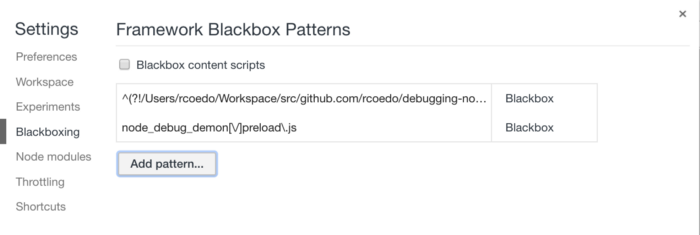 Settings
Preferences
Workspace
Experiments
Blackboxing
Node modules
Throttling
Shortcuts
Framework Blackbox Patterns
Blackbox content scripts
^(?!/Users/rcoedo/Workspace/src/github.com/rcoedo/debugging-no... Blackbox
node_debug_demon[\/]preload\.js Blackbox
Add pattern...
×